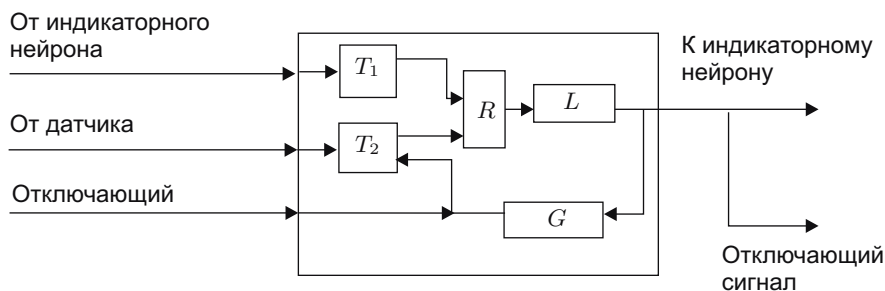 От индикаторного
нейрона
К индикаторному
нейрону
T₁
R
L
От датчика
T₂
Отключающий
G
Отключающий
сигнал